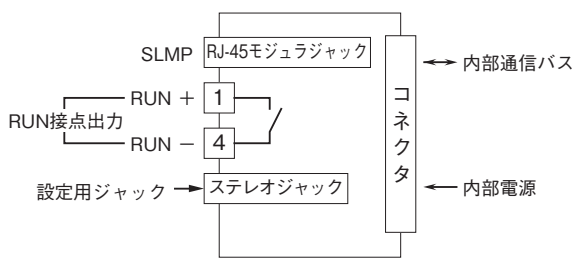 SLMP RJ-45モジュラジャック
内部通信バス
RUN + 1
RUN接点出力
RUN − 4
コネクタ
設定用ジャック ステレオジャック
内部電源